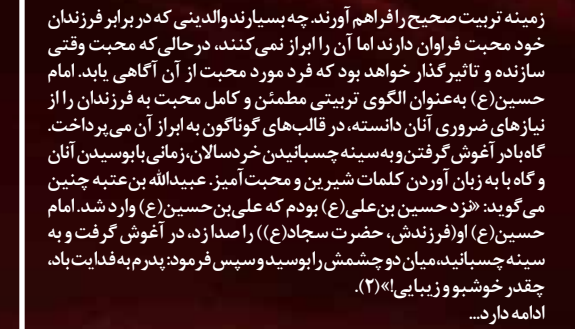 زمینه تربیت صحیح را فراهم آورند. چه بسیارند والدینی که در برابر فرزندان
خود محبت فراوان دارند اما آن را ابراز نمی‌کنند، در حالی‌که محبت وقتی
سازنده و تاثیرگذار خواهد بود که فرد مورد محبت از آن آگاهی یابد. امام
حسین(ع) به‌عنوان الگوی تربیتی مطمئن و کامل محبت به فرزندان را از
نیازهای ضروری آنان دانسته، در قالب‌های گوناگون به ابراز آن می‌پرداخت.
گاه با در آغوش گرفتن و به سینه چسبانیدن خردسالان، زمانی با بوسیدن آنان
و گاه با به زبان آوردن کلمات شیرین و محبت‌آمیز. عبیدالله بن‌عتبه چنین
می‌گوید: «نزد حسین بن‌علی(ع) بودم که علی‌بن‌حسین(ع) وارد شد. امام
حسین(ع) او(فرزندش، حضرت سجاد(ع)) را صدا زد، در آغوش گرفت و به
سینه چسبانید، میان دو چشمش را بوسید و سپس فرمود: پدرم به فدایت باد،
چقدر خوشبو و زیبایی!»(۲).
ادامه دارد...